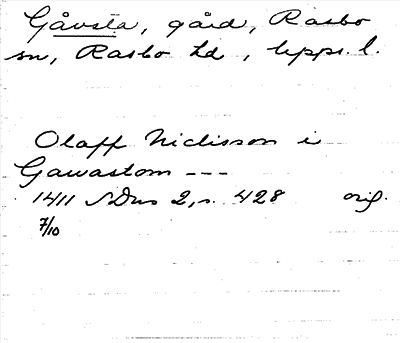 Gåvsta, gård, Rasbo
sn, Rasbo hd, Upps. l.
Olaff Niclisson i
Gawastom ---
1411 SDns 2, s. 428 orig.
7/10